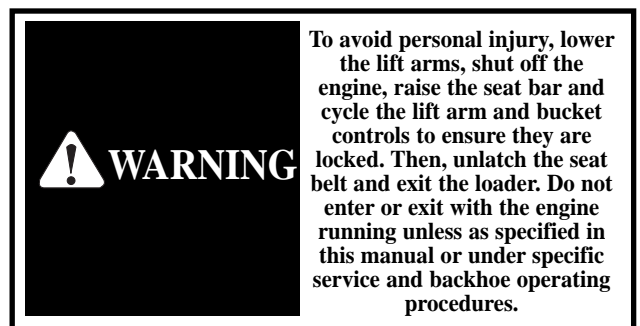 WARNING
To avoid personal injury, lower
the lift arms, shut off the
engine, raise the seat bar and
cycle the lift arm and bucket
controls to ensure they are
locked. Then, unlatch the seat
belt and exit the loader. Do not
enter or exit with the engine
running unless as specified in
this manual or under specific
service and backhoe operating
procedures.